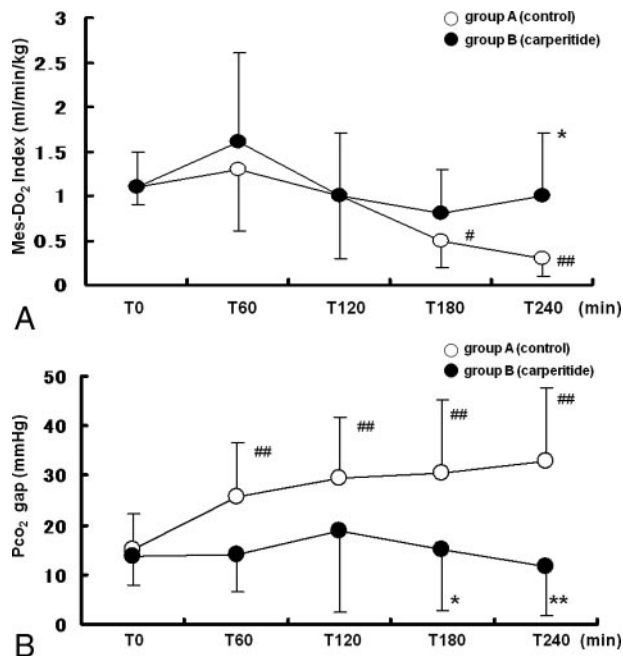 group A (control)
group B (carperitide)
Mes-Do2 Index (ml/min/kg)
3
2.5
2
1.5
1
0.5
0
*
#
##
T0 T60 T120 T180 T240 (min)
A
group A (control)
group B (carperitide)
Pco2 gap (mmHg)
50
40
30
20
10
0
## ## ## ##
* **
T0 T60 T120 T180 T240 (min)
B